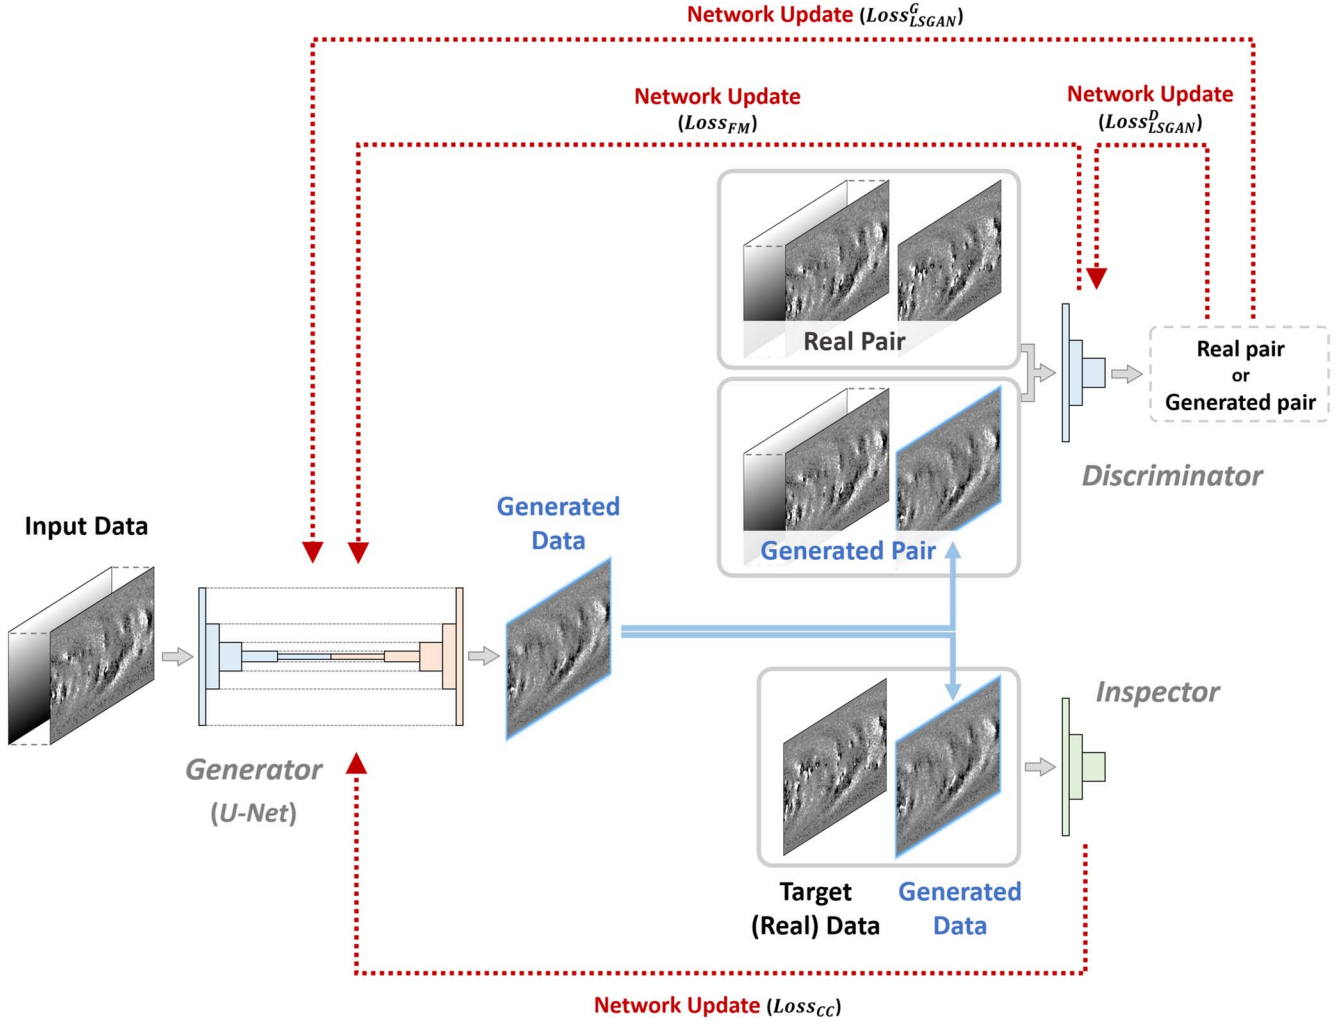 Network Update (Loss^G_LSGAN)
Network Update
(Loss_FM)
Network Update
(Loss^D_LSGAN)
Real Pair
Real pair
or
Generated pair
Discriminator
Generated Pair
Input Data
Generated
Data
Generator
(U-Net)
Inspector
Target
(Real) Data
Generated
Data
Network Update (Loss_CC)